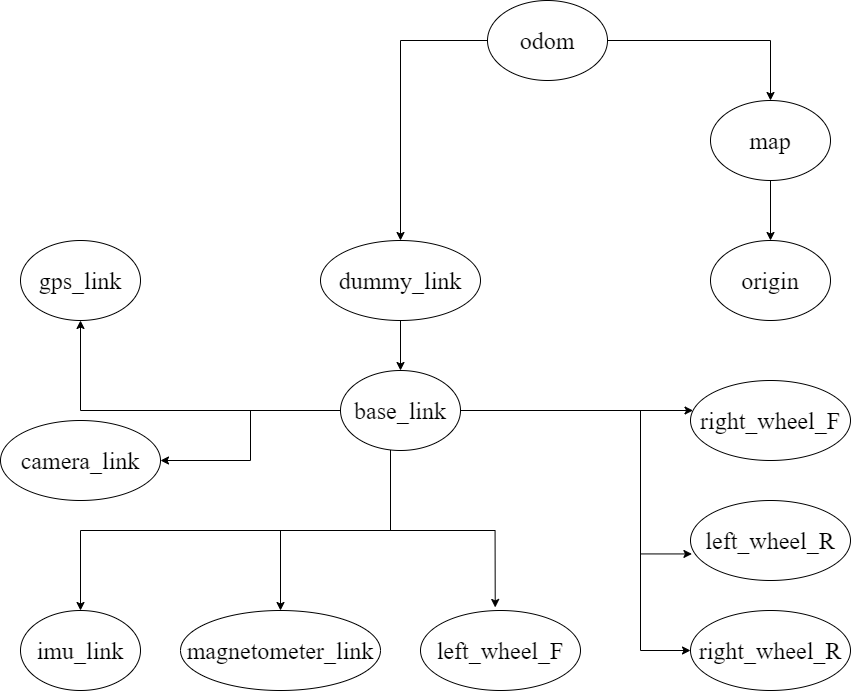 odom
map
gps_link
dummy_link
origin
base_link
right_wheel_F
camera_link
left_wheel_R
imu_link
magnetometer_link
left_wheel_F
right_wheel_R